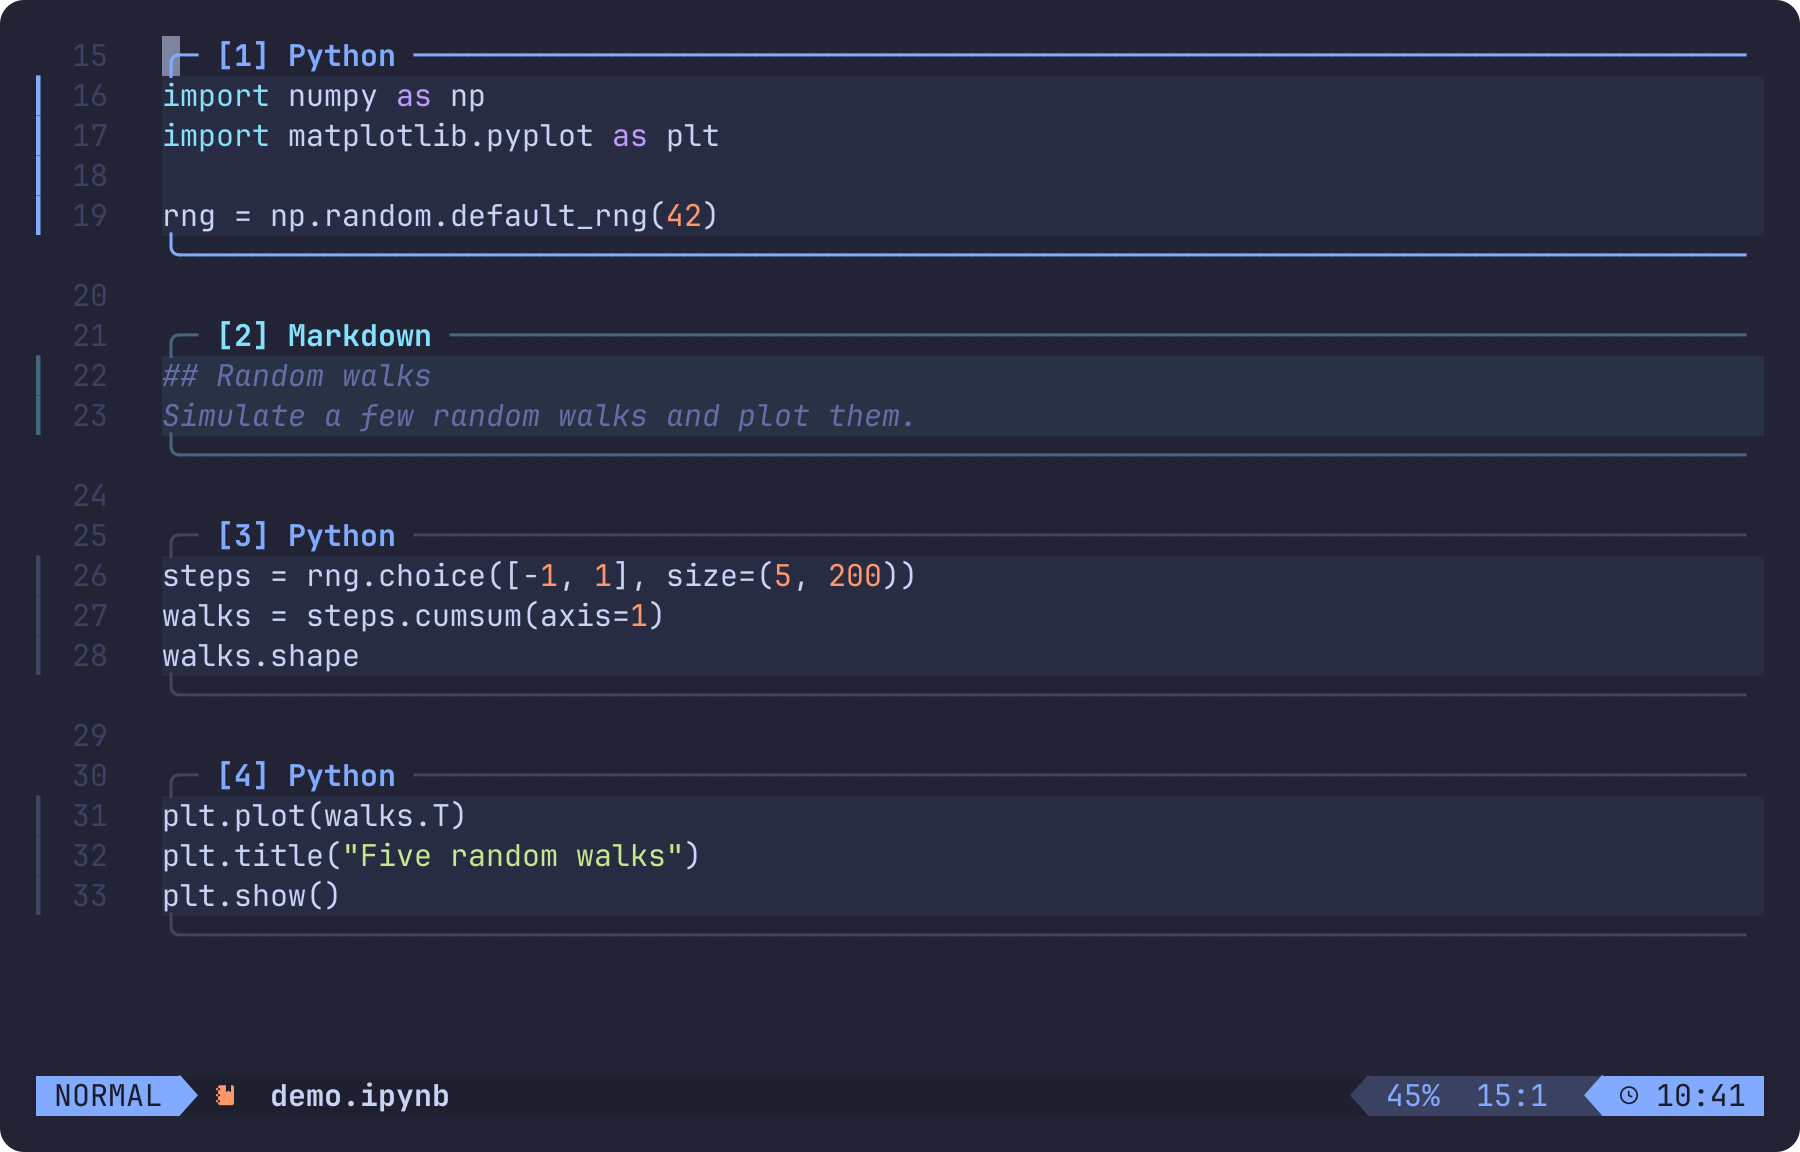 15 [1] Python
16 import numpy as np
17 import matplotlib.pyplot as plt
18
19 rng = np.random.default_rng(42)
20
21 [2] Markdown
22 ## Random walks
23 Simulate a few random walks and plot them.
24
25 [3] Python
26 steps = rng.choice([-1, 1], size=(5, 200))
27 walks = steps.cumsum(axis=1)
28 walks.shape
29
30 [4] Python
31 plt.plot(walks.T)
32 plt.title("Five random walks")
33 plt.show()
NORMAL demo.ipynb 45% 15:1 10:41